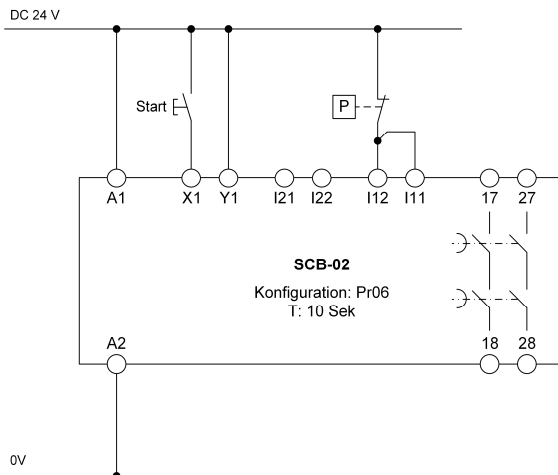 DC 24 V
Start
P
A1 X1 Y1 I21 I22 I12 I11 17 27
SCB-02
Konfiguration: Pr06
T: 10 Sek
A2 18 28
0V